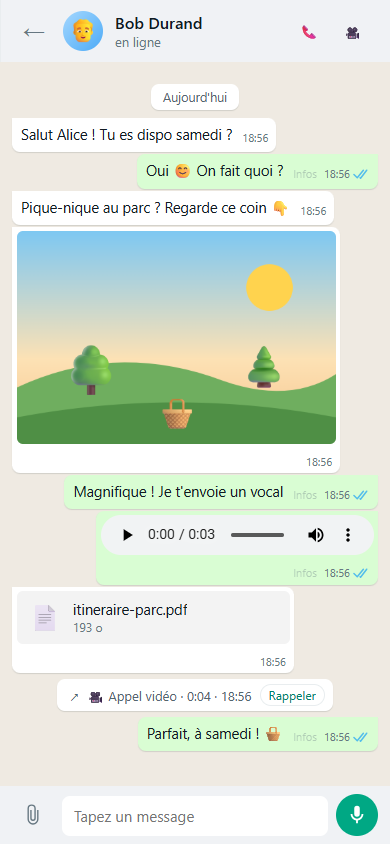 Bob Durand
en ligne
Aujourd'hui
Salut Alice ! Tu es dispo samedi ? 18:56
Oui 😊 On fait quoi ? Infos 18:56
Pique-nique au parc ? Regarde ce coin 👇 18:56
18:56
Magnifique ! Je t'envoie un vocal Infos 18:56
0:00 / 0:03
Infos 18:56
itineraire-parc.pdf
193 o
18:56
↗ Appel vidéo · 0:04 · 18:56 Rappeler
Parfait, à samedi ! 🧺 Infos 18:56
Tapez un message